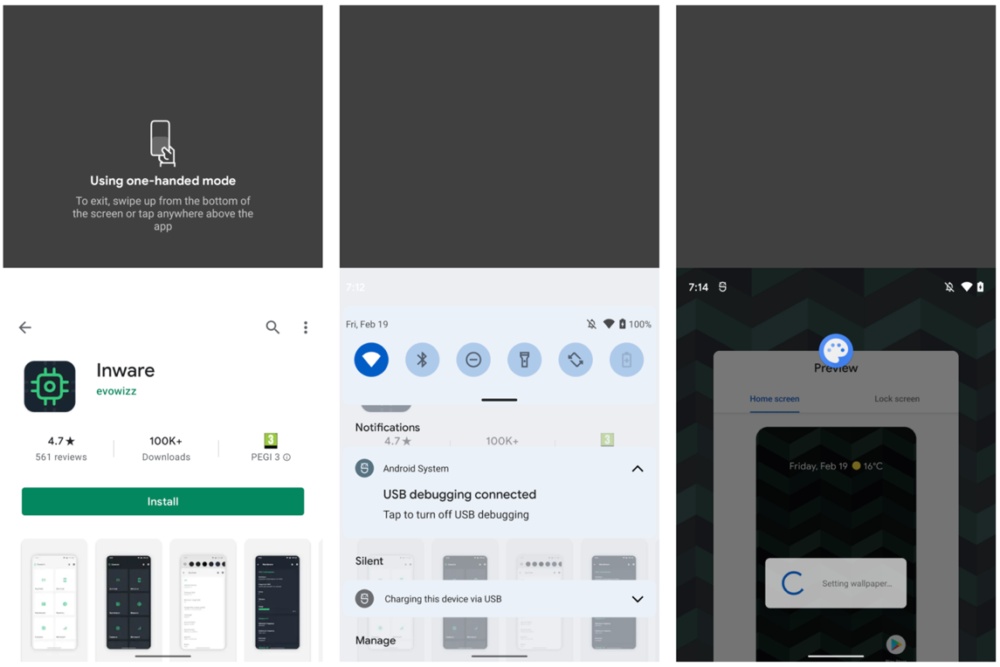 Using one-handed mode
To exit, swipe up from the bottom of
the screen or tap anywhere above the
app
Inware
evowizz
4.7★ 100K+ 3
561 reviews Downloads PEGI 3
Install
7:12
Fri, Feb 19 100%
Notifications
4.7★ 100K+ 3
Android System
USB debugging connected
Tap to turn off USB debugging
Silent
Charging this device via USB
Manage
7:14
Preview
Home screen Lock screen
Friday, Feb 19 16°C
Setting wallpaper...